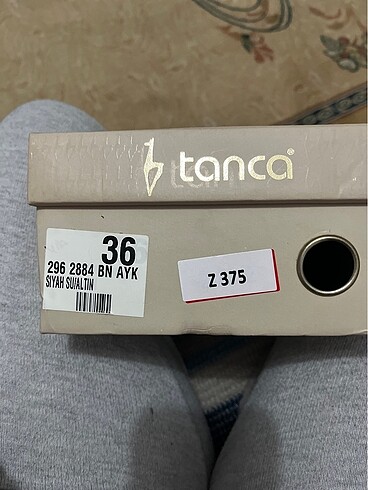 tanca®
36
296 2884 BN AYK
SIYAH SU/ALTIN
Z 375